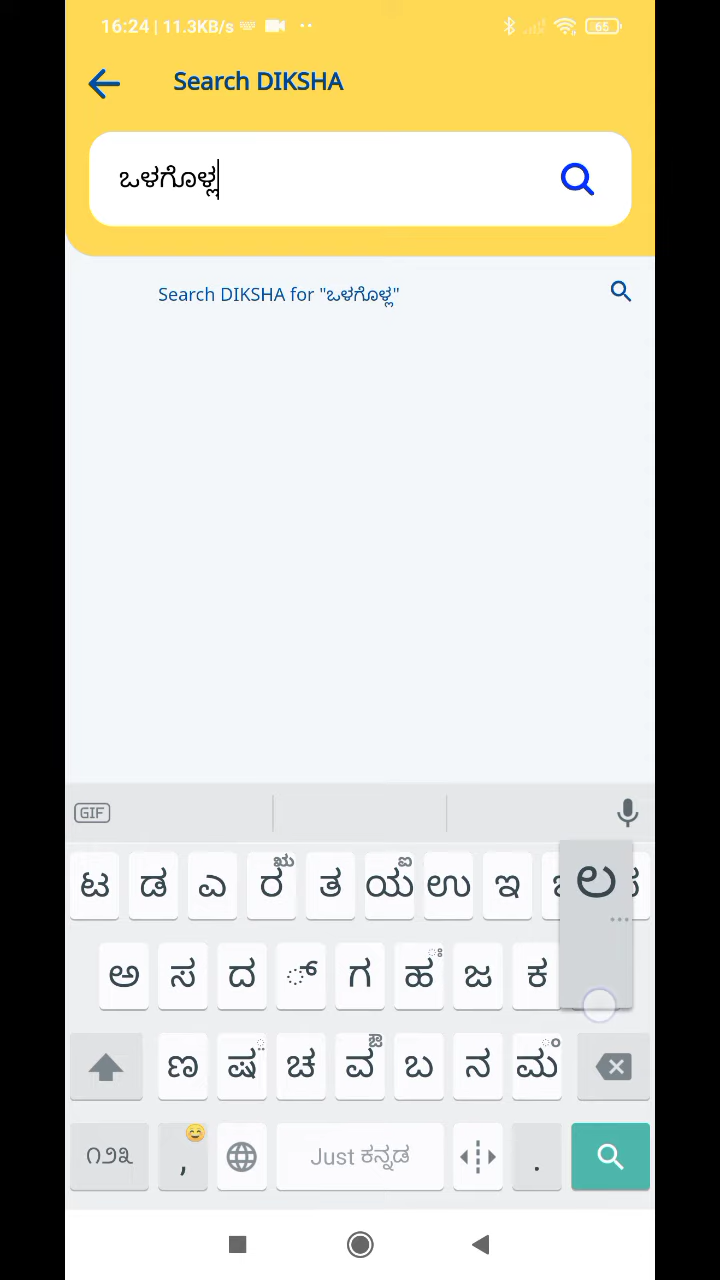 16:24 | 11.3KB/s
65
Search DIKSHA
ಒಳಗೊಳ್ಲ
Search DIKSHA for "ಒಳಗೊಳ್ಲ"
GIF
ಟ ಡ ಎ ರ ಋ ತ ಯ ಐ ಉ ಇ ಲ
ಅ ಸ ದ ್ ಗ ಹ ಃ ಜ ಕ
ಣ ಷ ಚ ವ ಔ ಬ ನ ಮ ಂ
೧೨೩ , Just ಕನ್ನಡ .